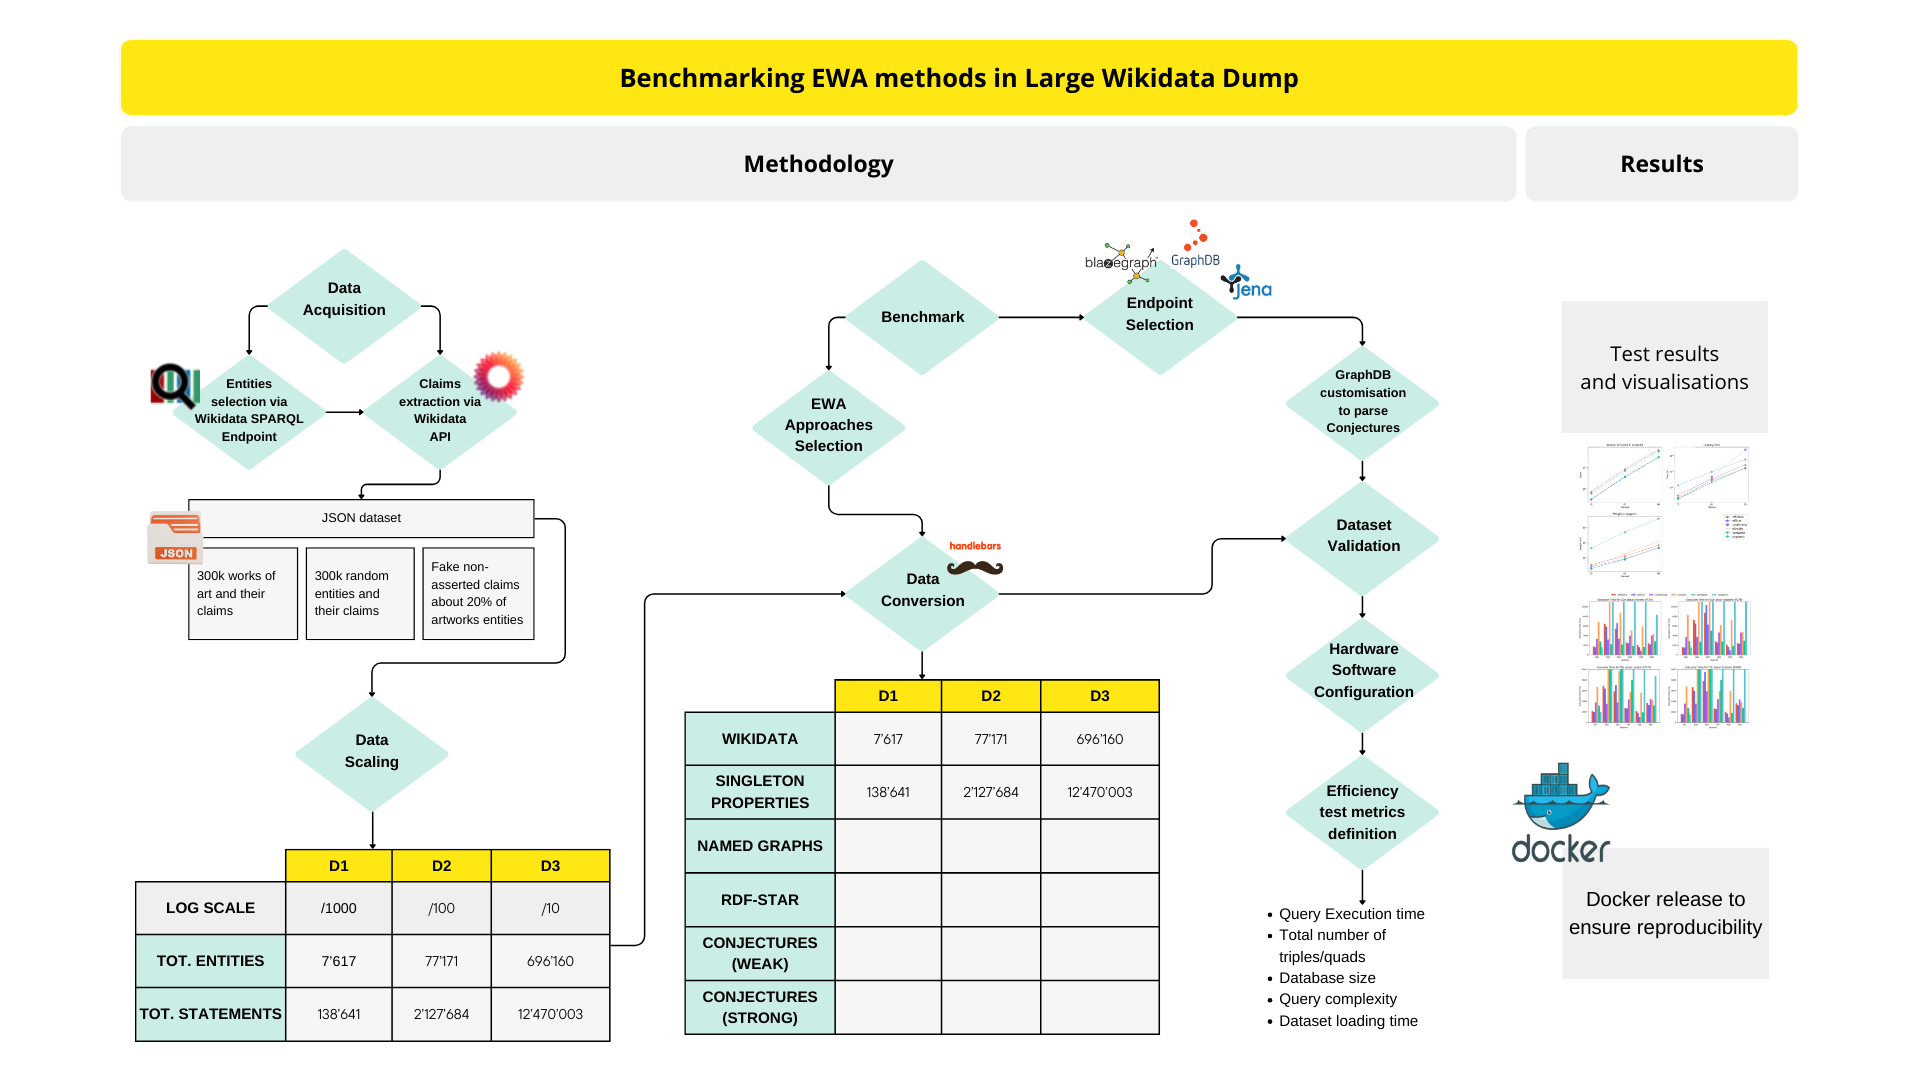 Benchmarking EWA methods in Large Wikidata Dump
Methodology
Results
Data
Acquisition
Entities
selection via
Wikidata SPARQL
Endpoint
Claims
extraction via
Wikidata
API
JSON dataset
JSON
300k works of
art and their
claims
300k random
entities and
their claims
Fake non-
asserted claims
about 20% of
artworks entities
Data
Scaling
D1 D2 D3
LOG SCALE /1000 /100 /10
TOT. ENTITIES 7'617 77'171 696'160
TOT. STATEMENTS 138'641 2'127'684 12'470'003
Benchmark
blazegraph
GraphDB
Jena
Endpoint
Selection
EWA
Approaches
Selection
handlebars
Data
Conversion
D1 D2 D3
WIKIDATA 7'617 77'171 696'160
SINGLETON
PROPERTIES 138'641 2'127'684 12'470'003
NAMED GRAPHS
RDF-STAR
CONJECTURES
(WEAK)
CONJECTURES
(STRONG)
GraphDB
customisation
to parse
Conjectures
Dataset
Validation
Hardware
Software
Configuration
Efficiency
test metrics
definition
• Query Execution time
• Total number of
triples/quads
• Database size
• Query complexity
• Dataset loading time
Test results
and visualisations
docker
Docker release to
ensure reproducibility